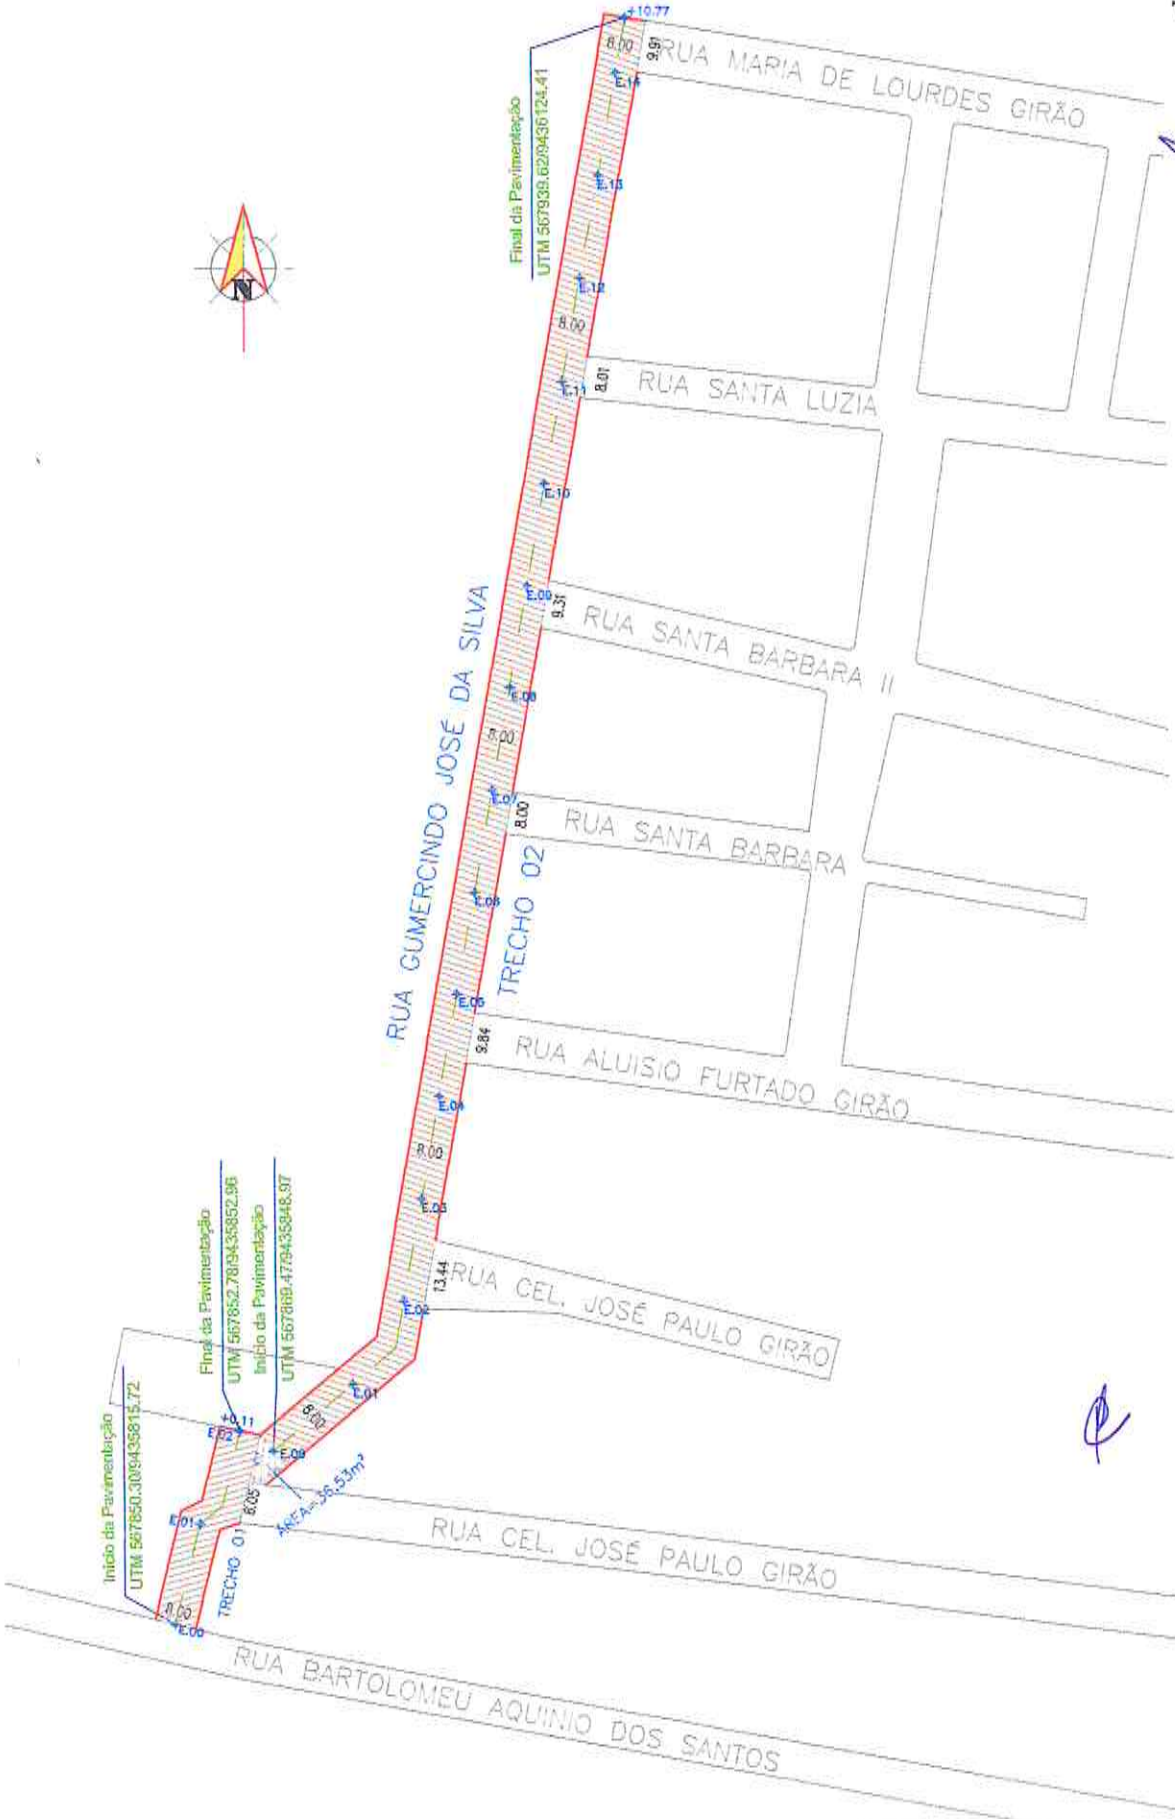 +10.77
8.00
9.91
RUA MARIA DE LOURDES GIRÃO
E.14
Final da Pavimentação
UTM 567939.62/9436124.41
E.13
N
E.12
8.00
E.11
8.01
RUA SANTA LUZIA
E.10
E.09
9.31
RUA SANTA BARBARA II
RUA GUMERCINDO JOSÉ DA SILVA
E.08
8.00
E.07
8.00
RUA SANTA BARBARA
TRECHO 02
E.06
E.05
9.84
RUA ALUISIO FURTADO GIRÃO
E.04
8.00
E.03
13.44
RUA CEL. JOSÉ PAULO GIRÃO
E.02
Final da Pavimentação
UTM 567852.78/9435852.96
Início da Pavimentação
UTM 567869.47/9435848.97
E.01
8.00
+0.11
E.02
E.00
AREA=36.53m²
Início da Pavimentação
UTM 567850.30/9435815.72
E.01
8.05
RUA CEL. JOSÉ PAULO GIRÃO
TRECHO 01
8.00
E.00
RUA BARTOLOMEU AQUINIO DOS SANTOS